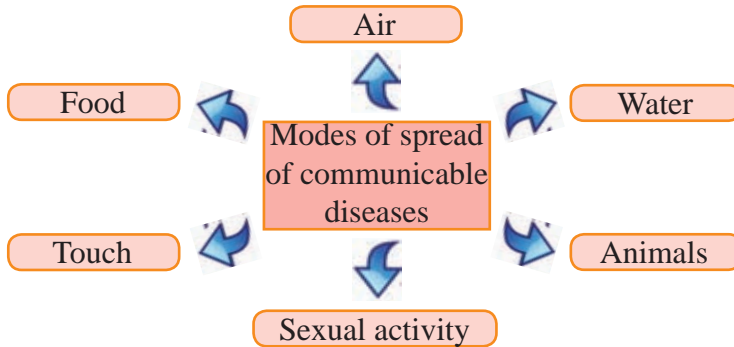 Air
Food
Water
Modes of spread
of communicable
diseases
Touch
Animals
Sexual activity